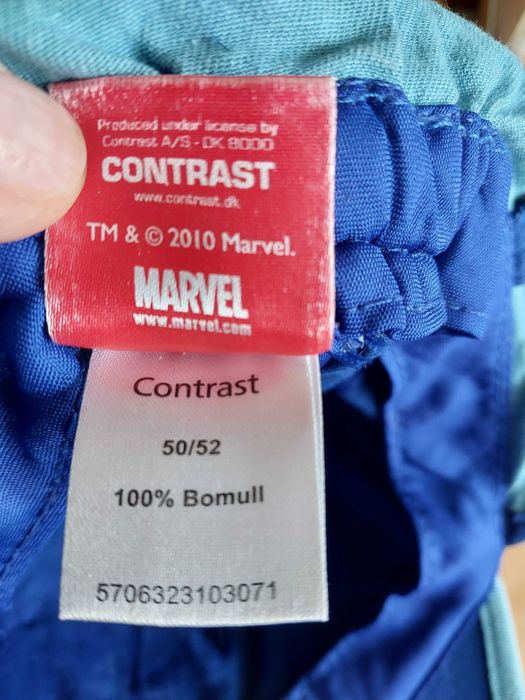 Produced under license by
Contrast A/S - DK 8000
CONTRAST
www.contrast.dk
TM & © 2010 Marvel.
MARVEL
www.marvel.com
Contrast
50/52
100% Bomull
5706323103071